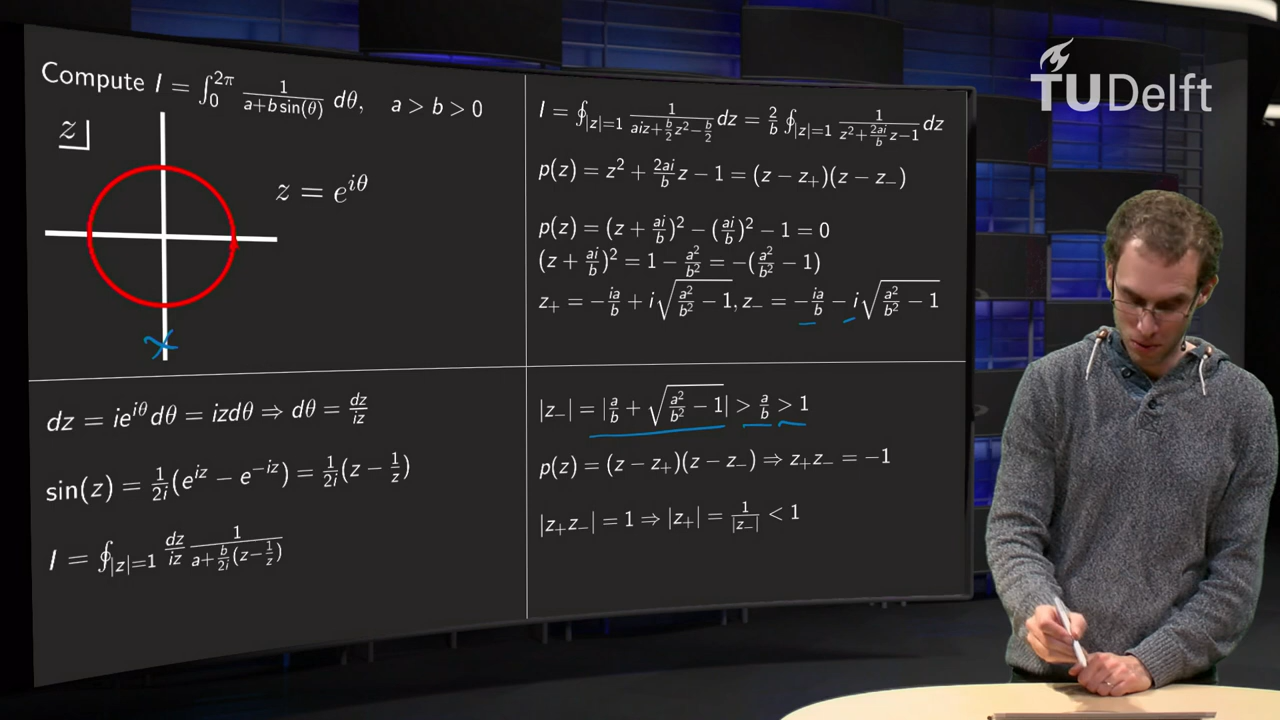 Compute I = ∫₀^{2π} 1/(a+b sin(θ)) dθ, a > b > 0
z
z = e^{iθ}
dz = ie^{iθ}dθ = izdθ ⇒ dθ = dz/iz
sin(z) = 1/2i (e^{iz} − e^{−iz}) = 1/2i (z − 1/z)
I = ∮_{|z|=1} dz/iz 1/(a+b/2i(z−1/z))
I = ∮_{|z|=1} 1/(aiz+b/2 z²−b/2) dz = 2/b ∮_{|z|=1} 1/(z²+2ai/b z−1) dz
p(z) = z² + 2ai/b z − 1 = (z − z₊)(z − z₋)
p(z) = (z + ai/b)² − (ai/b)² − 1 = 0
(z + ai/b)² = 1 − a²/b² = −(a²/b² − 1)
z₊ = −ia/b + i√(a²/b² − 1), z₋ = −ia/b − i√(a²/b² − 1)
|z₋| = |a/b + √(a²/b² − 1)| > a/b > 1
p(z) = (z − z₊)(z − z₋) ⇒ z₊z₋ = −1
|z₊z₋| = 1 ⇒ |z₊| = 1/|z₋| < 1
TUDelft